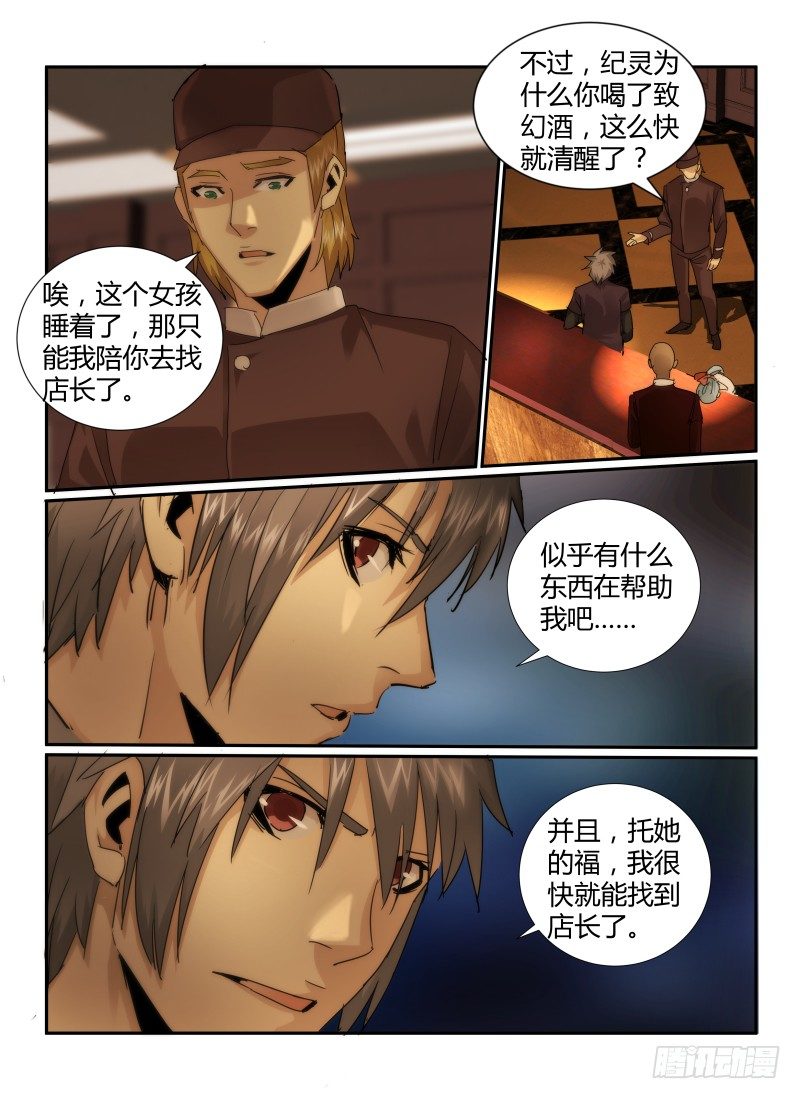 唉，这个女孩
睡着了，那只
能我陪你去找
店长了。
不过，纪灵为
什么你喝了致
幻酒，这么快
就清醒了？
似乎有什么
东西在帮助
我吧……
并且，托她
的福，我很
快就能找到
店长了。
腾讯动漫